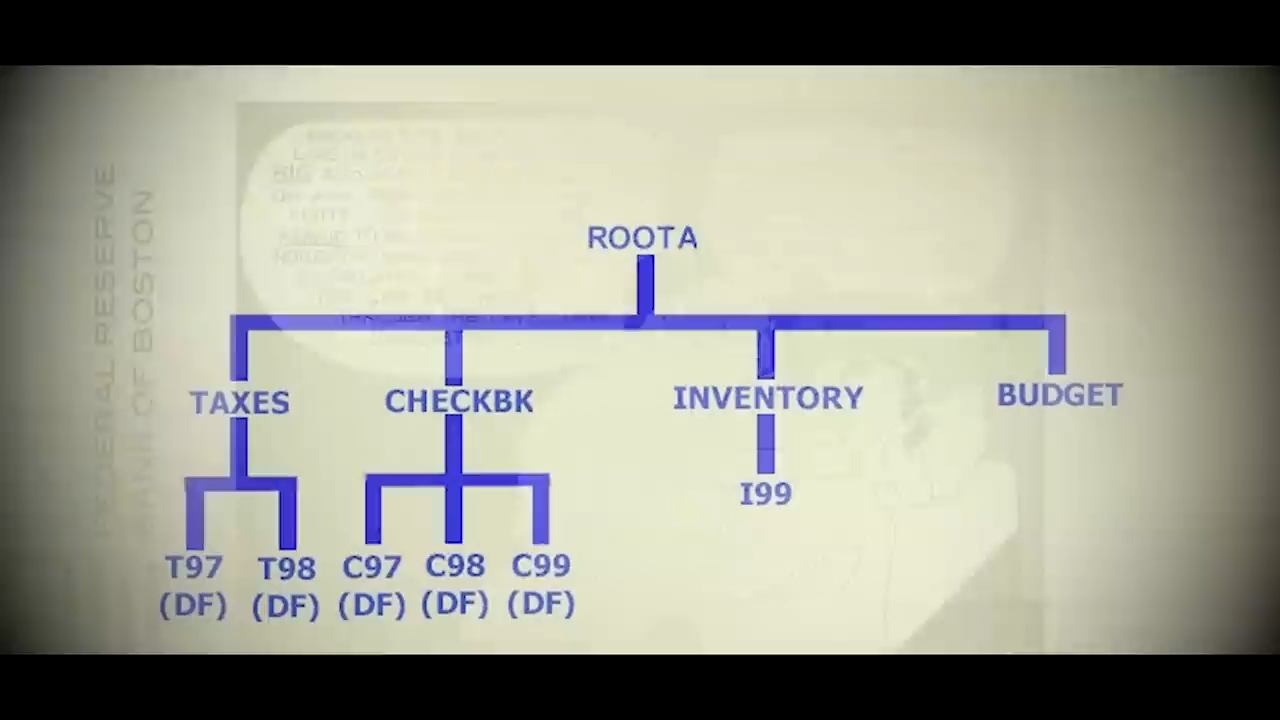 ROOTA
TAXES CHECKBK INVENTORY BUDGET
I99
T97 T98 C97 C98 C99
(DF) (DF) (DF) (DF) (DF)
FEDERAL RESERVE
BANK OF BOSTON